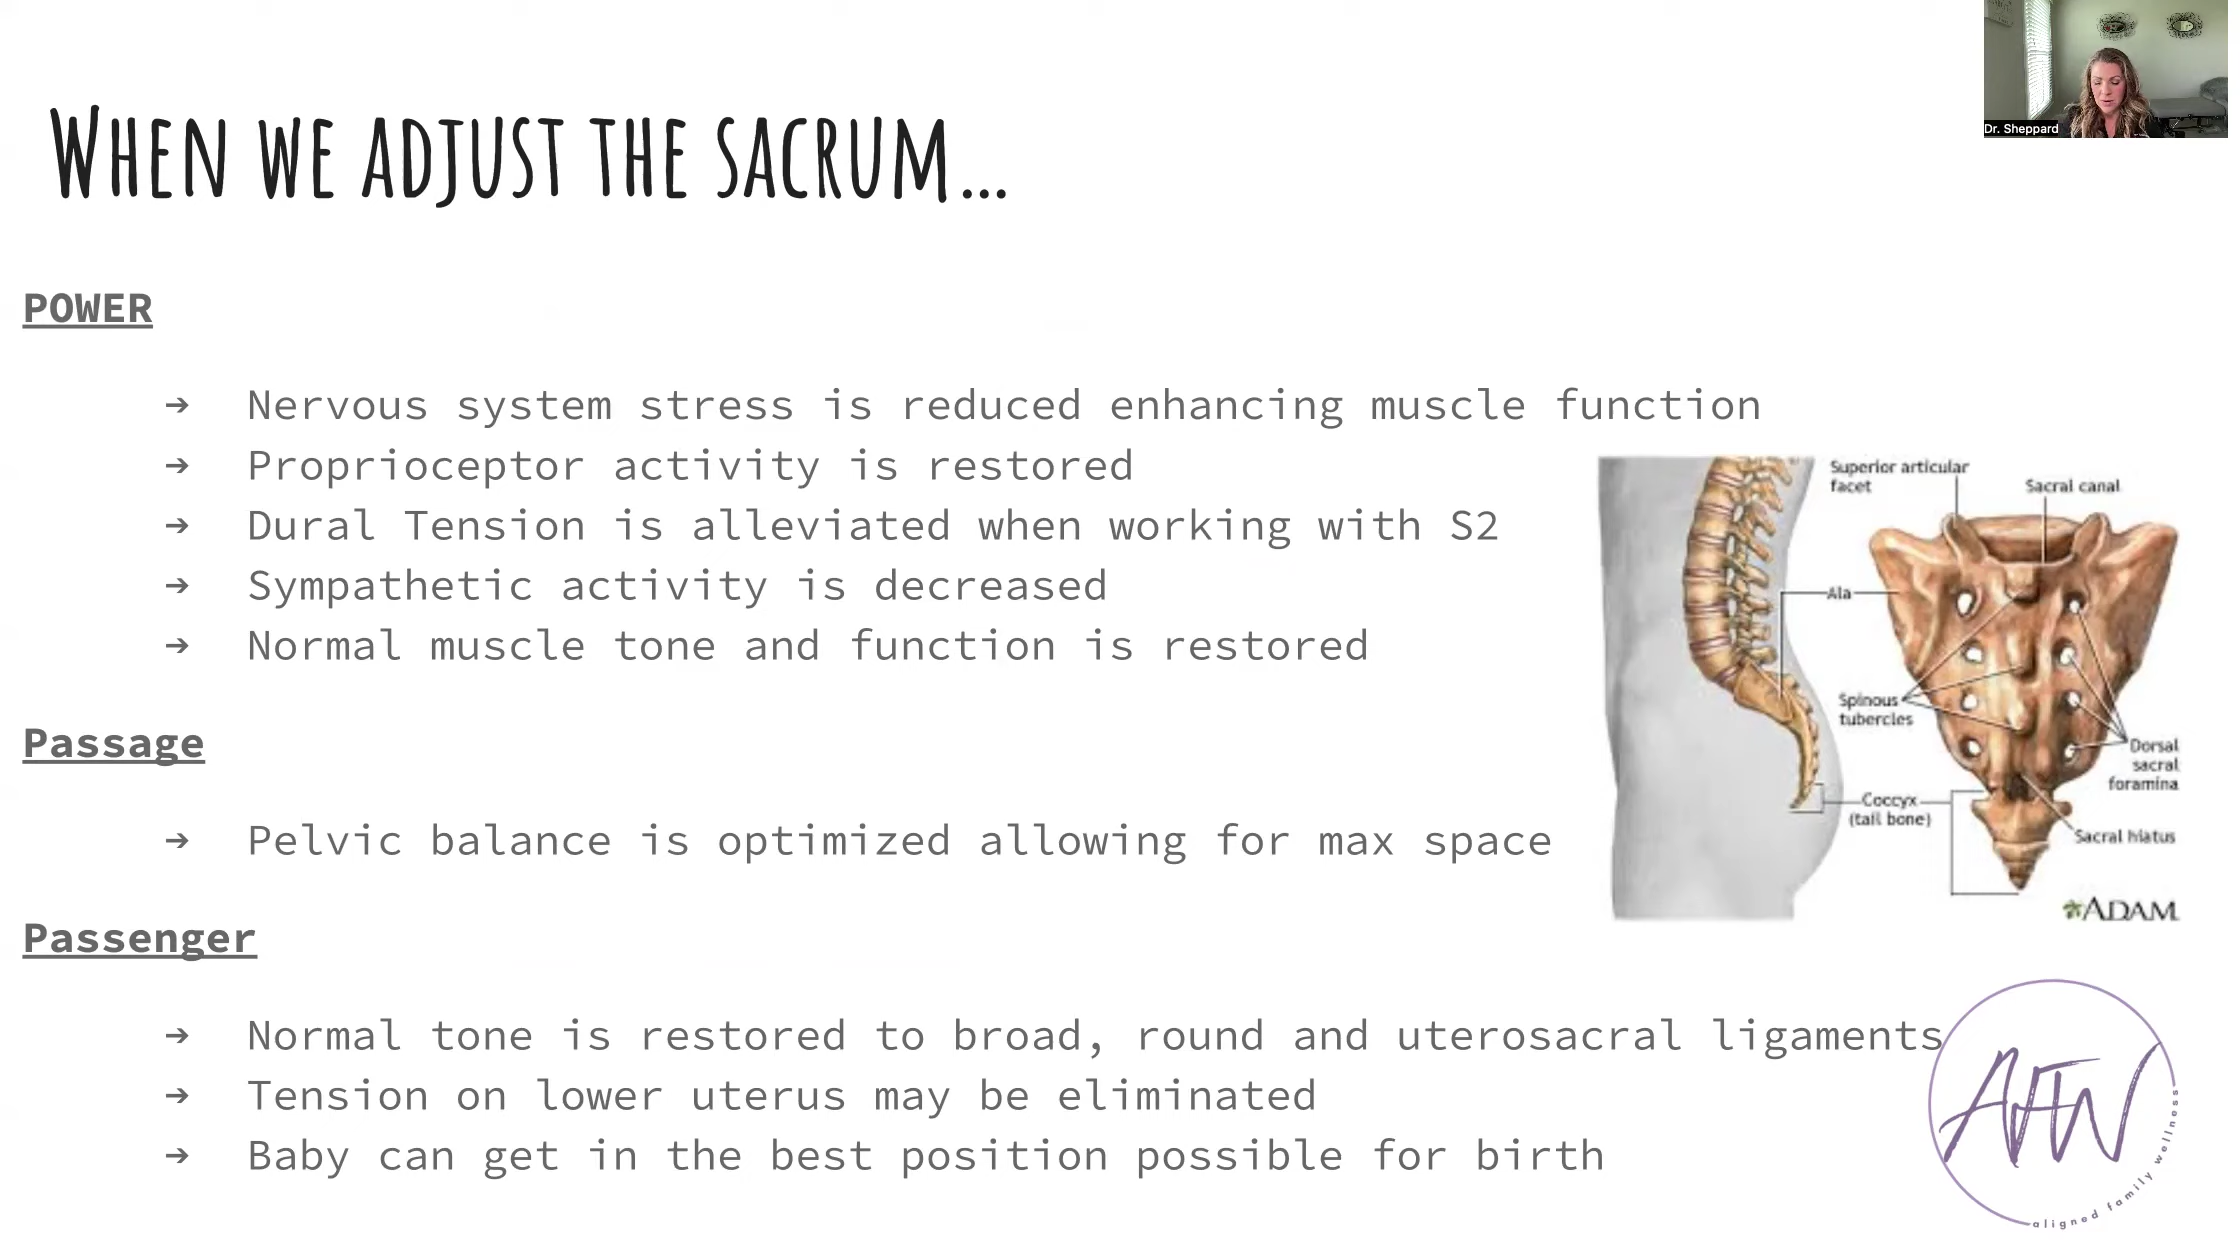 Dr. Sheppard
WHEN WE ADJUST THE SACRUM...
POWER
➔ Nervous system stress is reduced enhancing muscle function
➔ Proprioceptor activity is restored
➔ Dural Tension is alleviated when working with S2
➔ Sympathetic activity is decreased
➔ Normal muscle tone and function is restored
Passage
➔ Pelvic balance is optimized allowing for max space
Passenger
➔ Normal tone is restored to broad, round and uterosacral ligaments
➔ Tension on lower uterus may be eliminated
➔ Baby can get in the best position possible for birth
Superior articular
facet
Sacral canal
Ala
Spinous
tubercles
Dorsal
sacral
foramina
Coccyx
(tail bone)
Sacral hiatus
ADAM
AFW
aligned family wellness